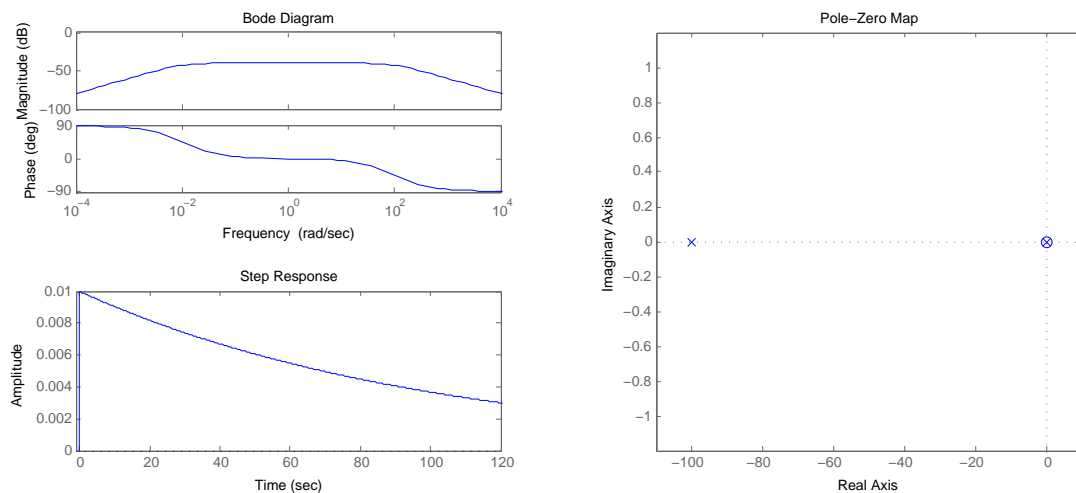 Bode Diagram
Magnitude (dB)
0
−50
−100
Phase (deg)
90
0
−90
10^−4 10^−2 10^0 10^2 10^4
Frequency (rad/sec)
Step Response
Amplitude
0.01
0.008
0.006
0.004
0.002
0
0 20 40 60 80 100 120
Time (sec)
Pole−Zero Map
Imaginary Axis
1
0.8
0.6
0.4
0.2
0
−0.2
−0.4
−0.6
−0.8
−1
−100 −80 −60 −40 −20 0
Real Axis